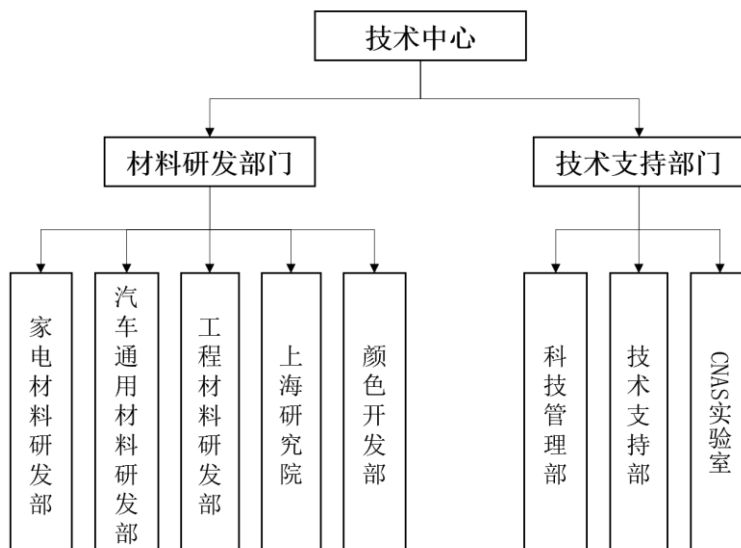 技术中心
材料研发部门
技术支持部门
家电材料研发部
汽车通用材料研发部
工程材料研发部
上海研究院
颜色开发部
科技管理部
技术支持部
CNAS实验室